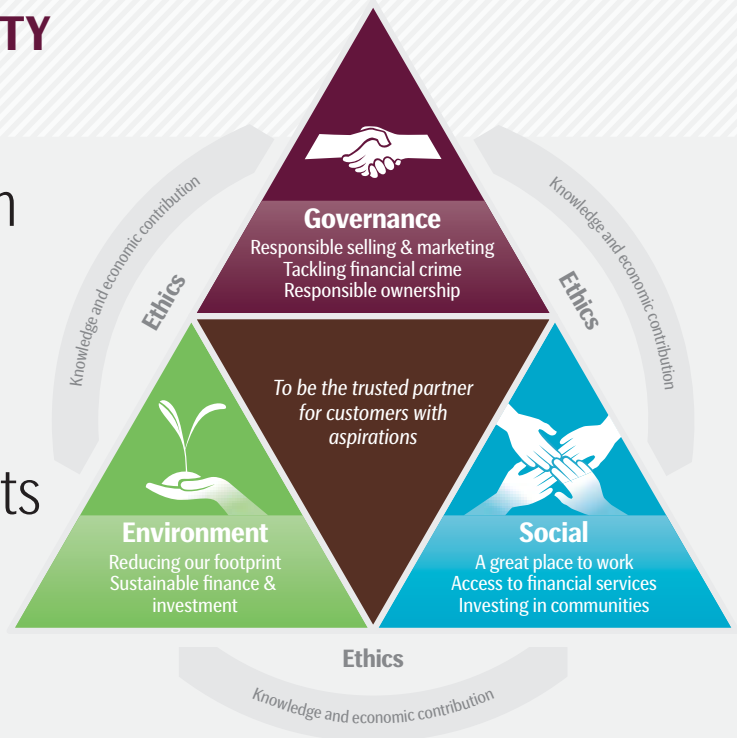 TY
n
ts
Knowledge and economic contribution
Ethics
Knowledge and economic contribution
Ethics
Governance
Responsible selling & marketing
Tackling financial crime
Responsible ownership
To be the trusted partner
for customers with
aspirations
Environment
Reducing our footprint
Sustainable finance &
investment
Social
A great place to work
Access to financial services
Investing in communities
Ethics
Knowledge and economic contribution